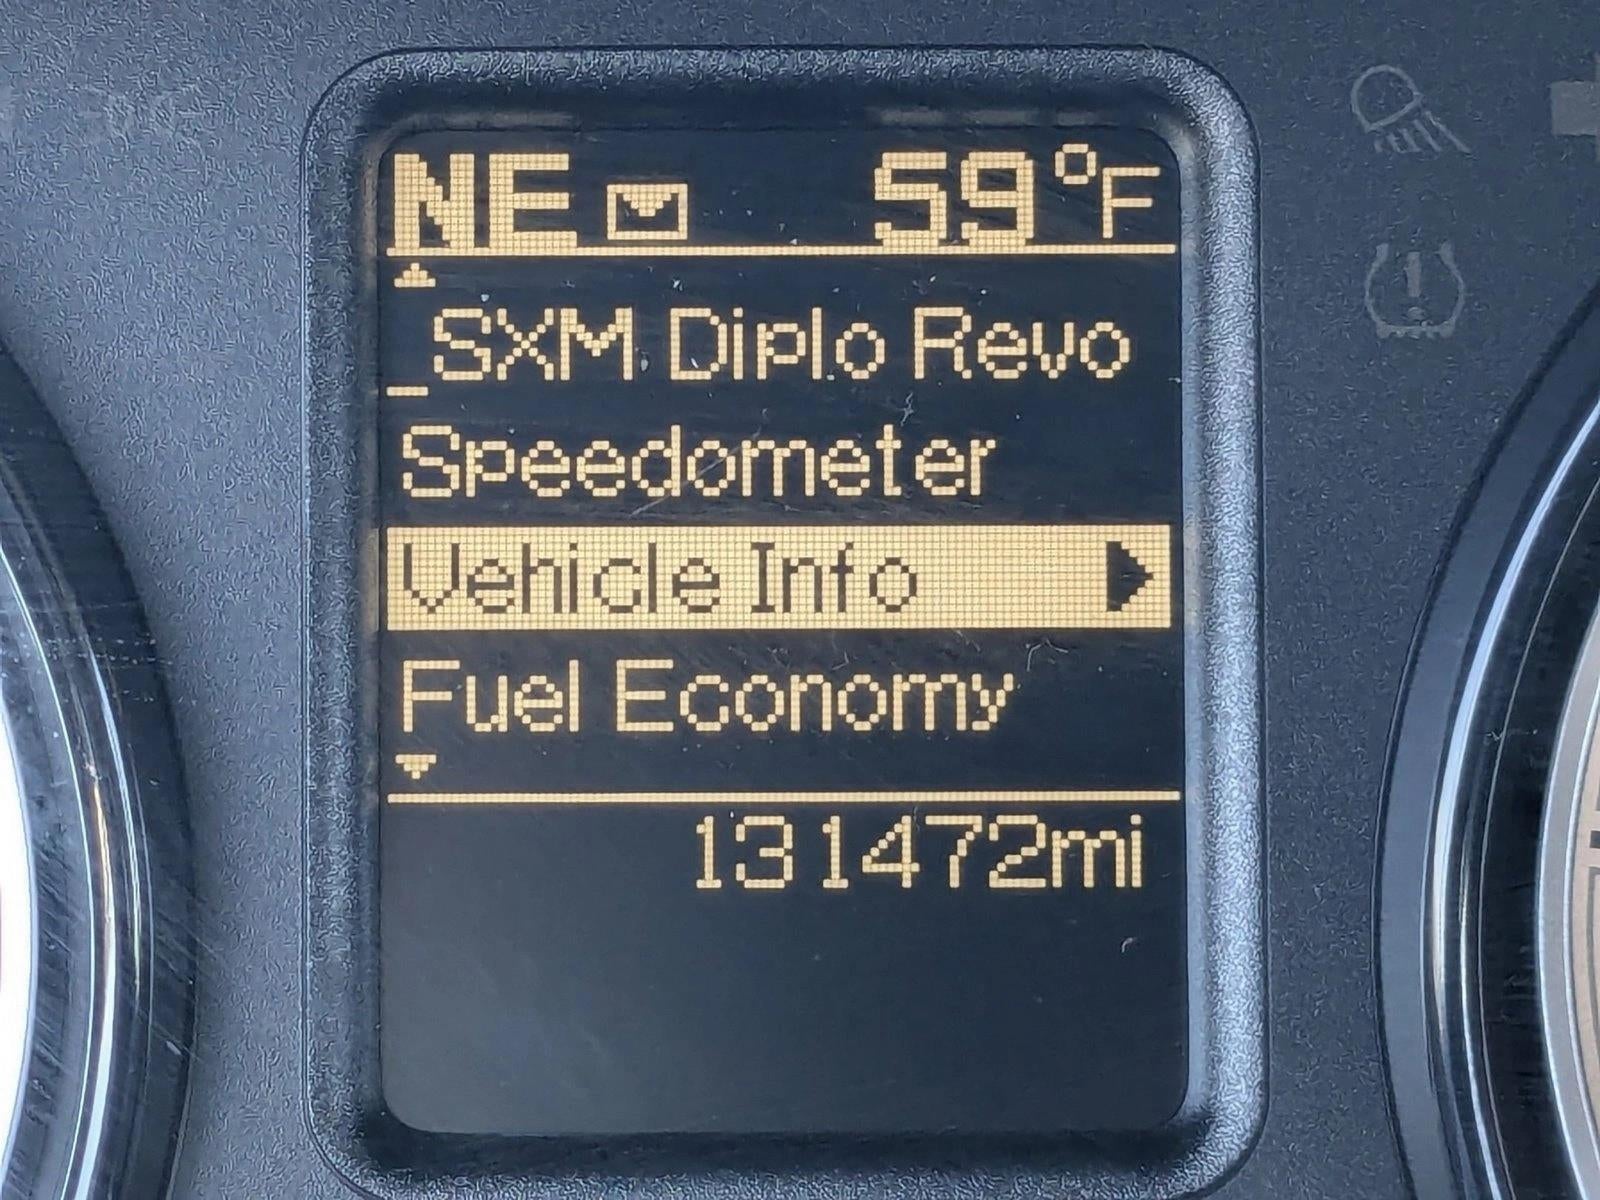 NE 59°F
_SXM Diplo Revo
Speedometer
Vehicle Info
Fuel Economy
131472mi